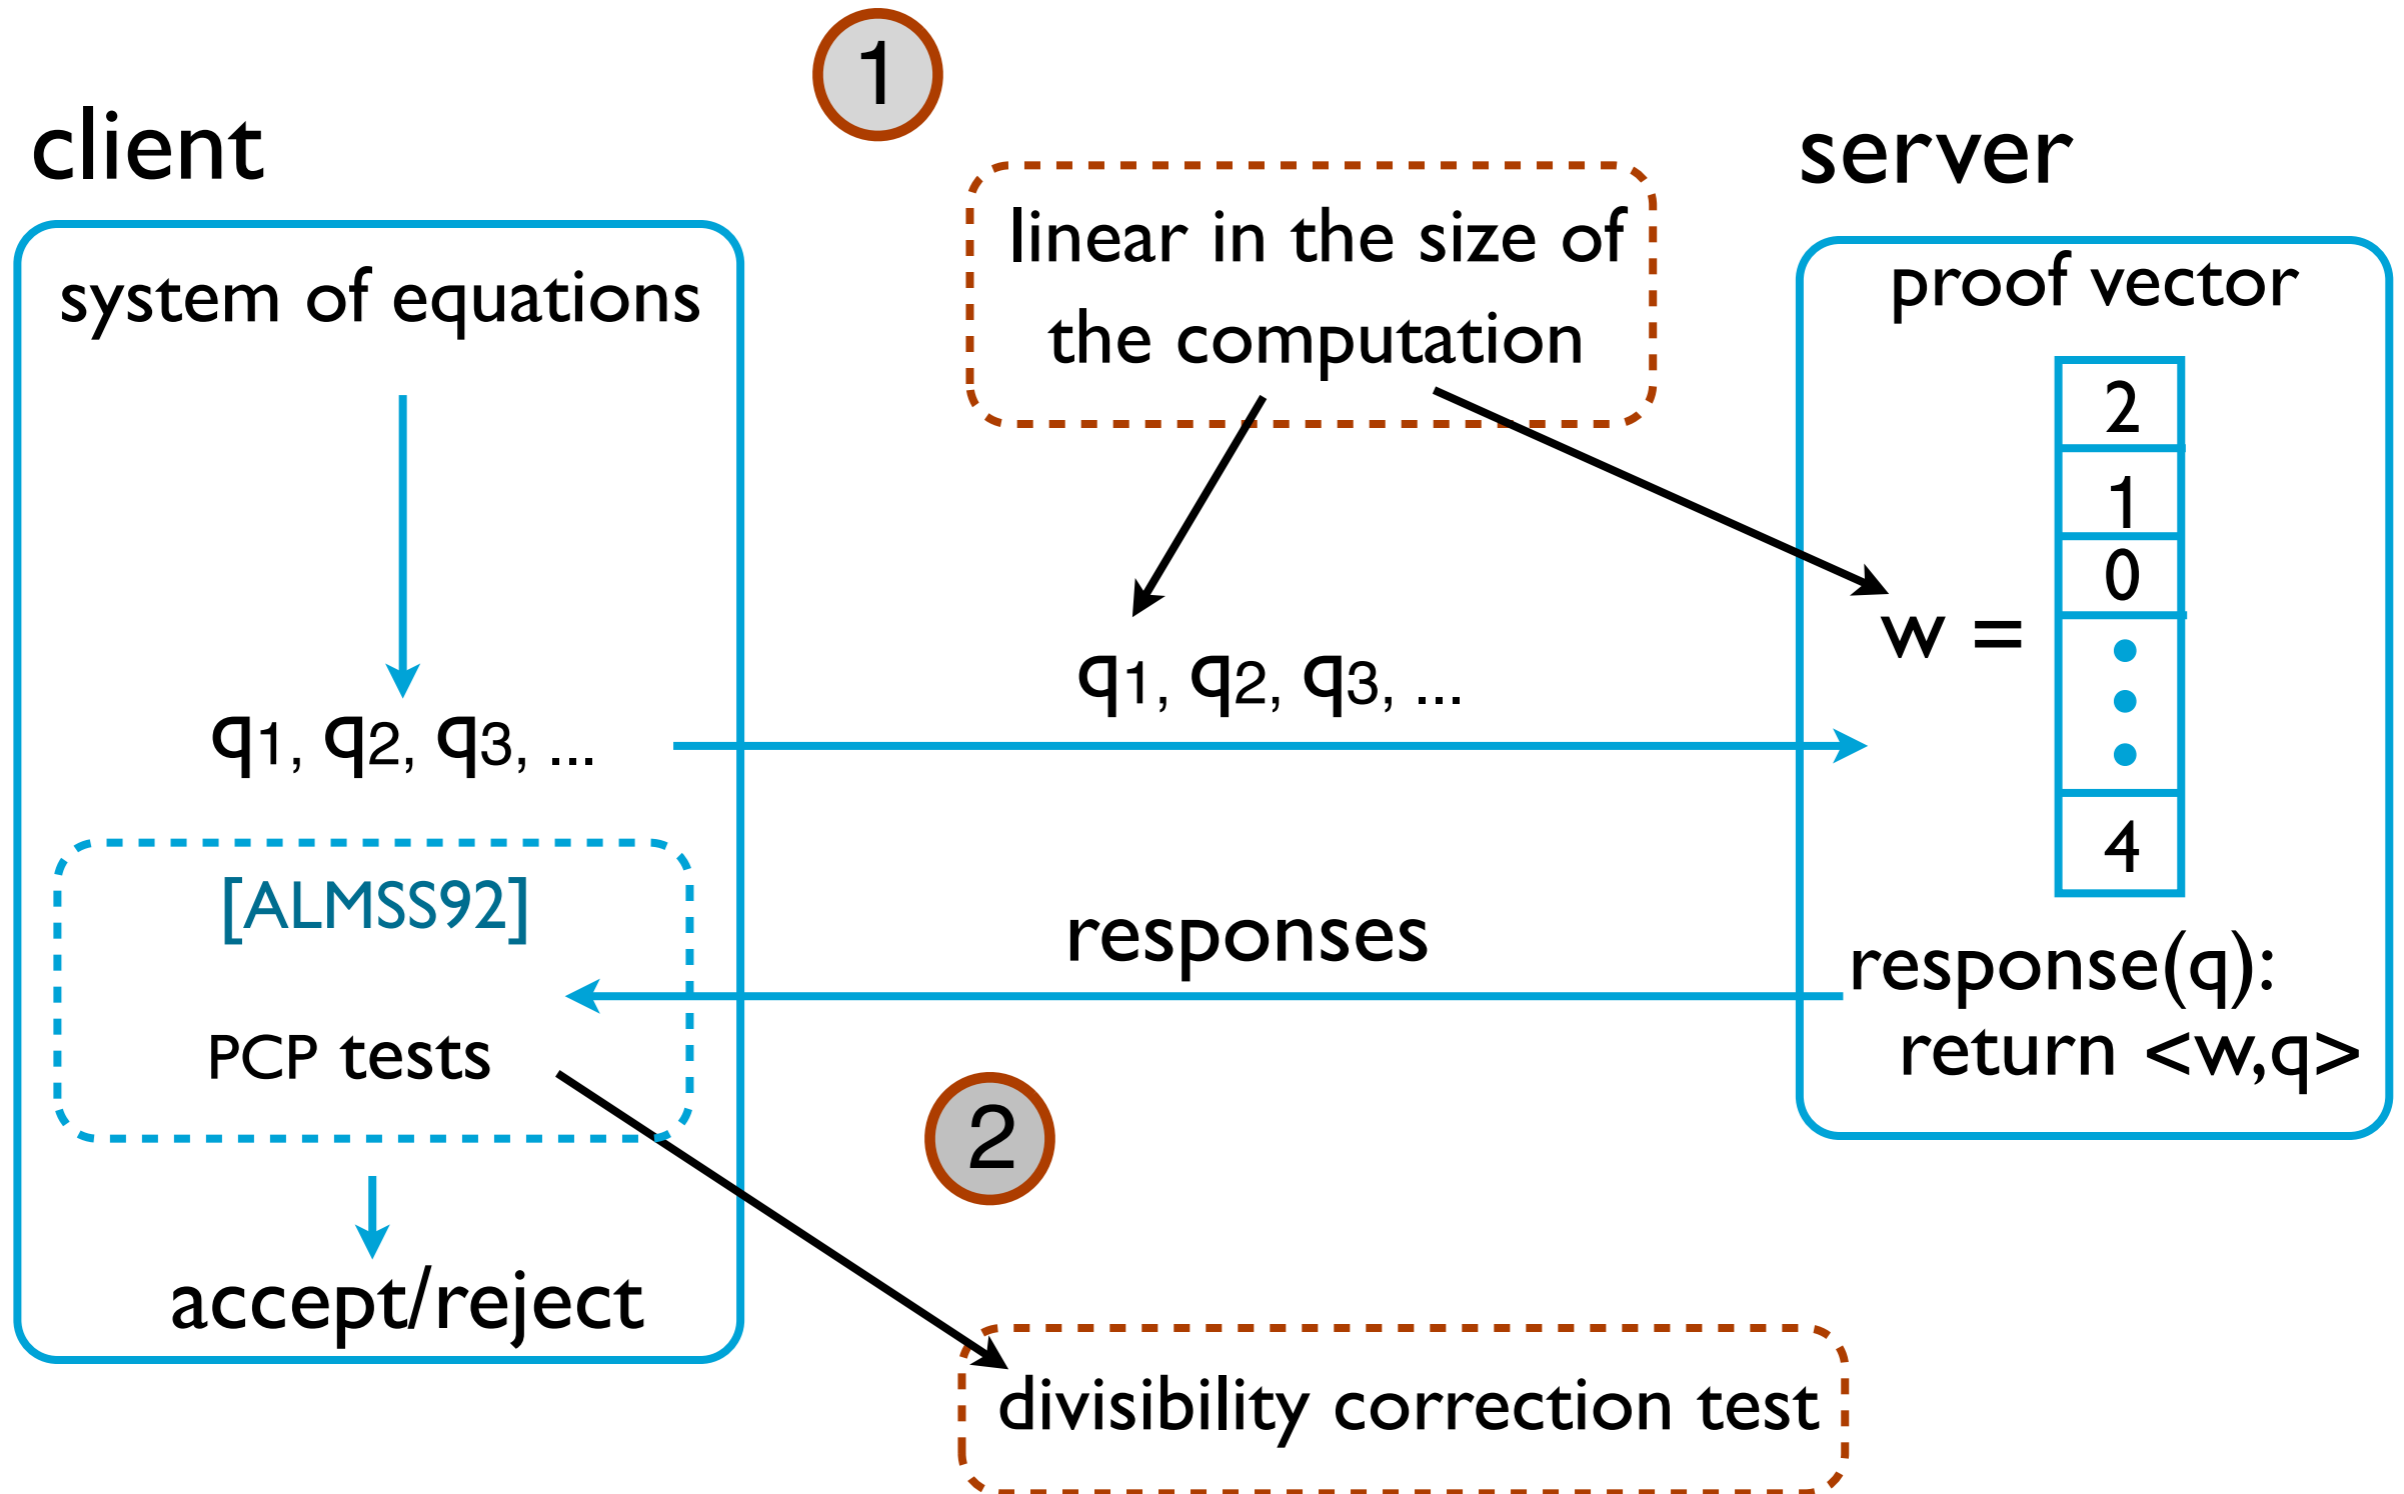 1
client
server
linear in the size of
the computation
system of equations
proof vector
2
1
0
w =
4
q1, q2, q3, ...
q1, q2, q3, ...
[ALMSS92]
responses
response(q):
return <w,q>
PCP tests
2
accept/reject
divisibility correction test